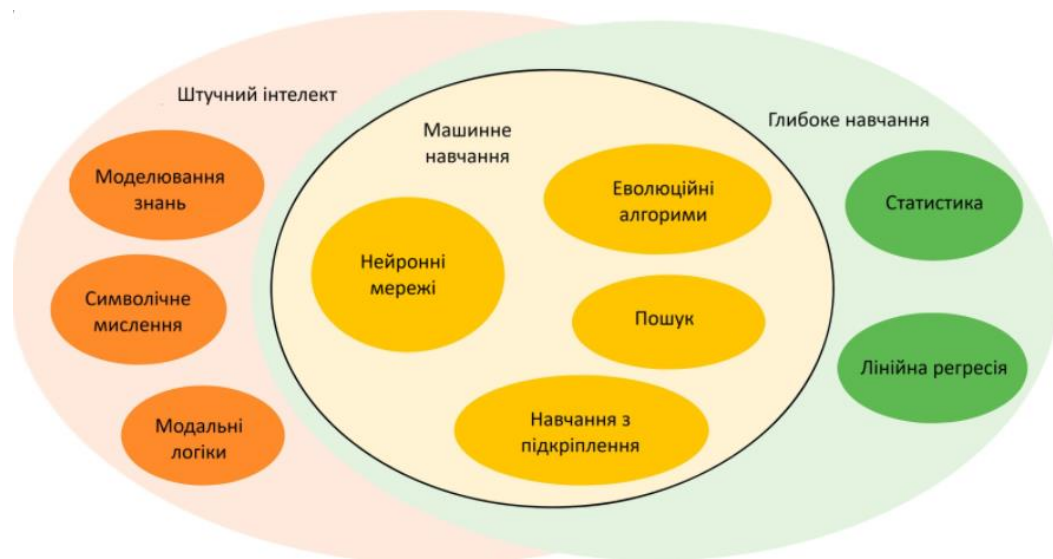 Штучний інтелект
Моделювання
знань
Символічне
мислення
Модальні
логіки
Машинне
навчання
Нейронні
мережі
Еволюційні
алгорими
Пошук
Навчання з
підкріплення
Глибоке навчання
Статистика
Лінійна регресія